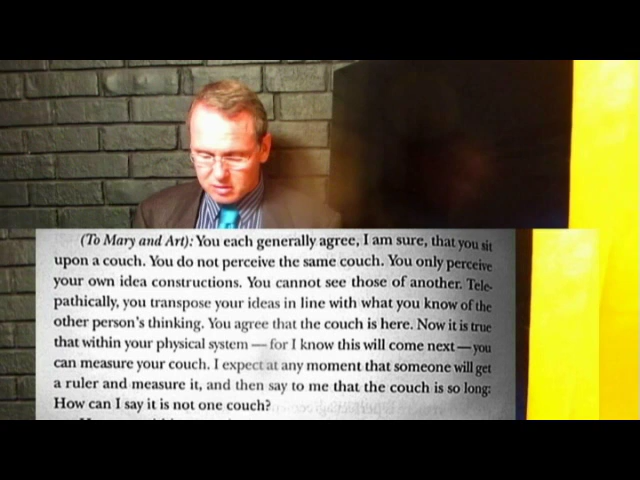 (To Mary and Art): You each generally agree, I am sure, that you sit
upon a couch. You do not perceive the same couch. You only perceive
your own idea constructions. You cannot see those of another. Tele-
pathically, you transpose your ideas in line with what you know of the
other person's thinking. You agree that the couch is here. Now it is true
that within your physical system — for I know this will come next — you
can measure your couch. I expect at any moment that someone will get
a ruler and measure it, and then say to me that the couch is so long:
How can I say it is not one couch?